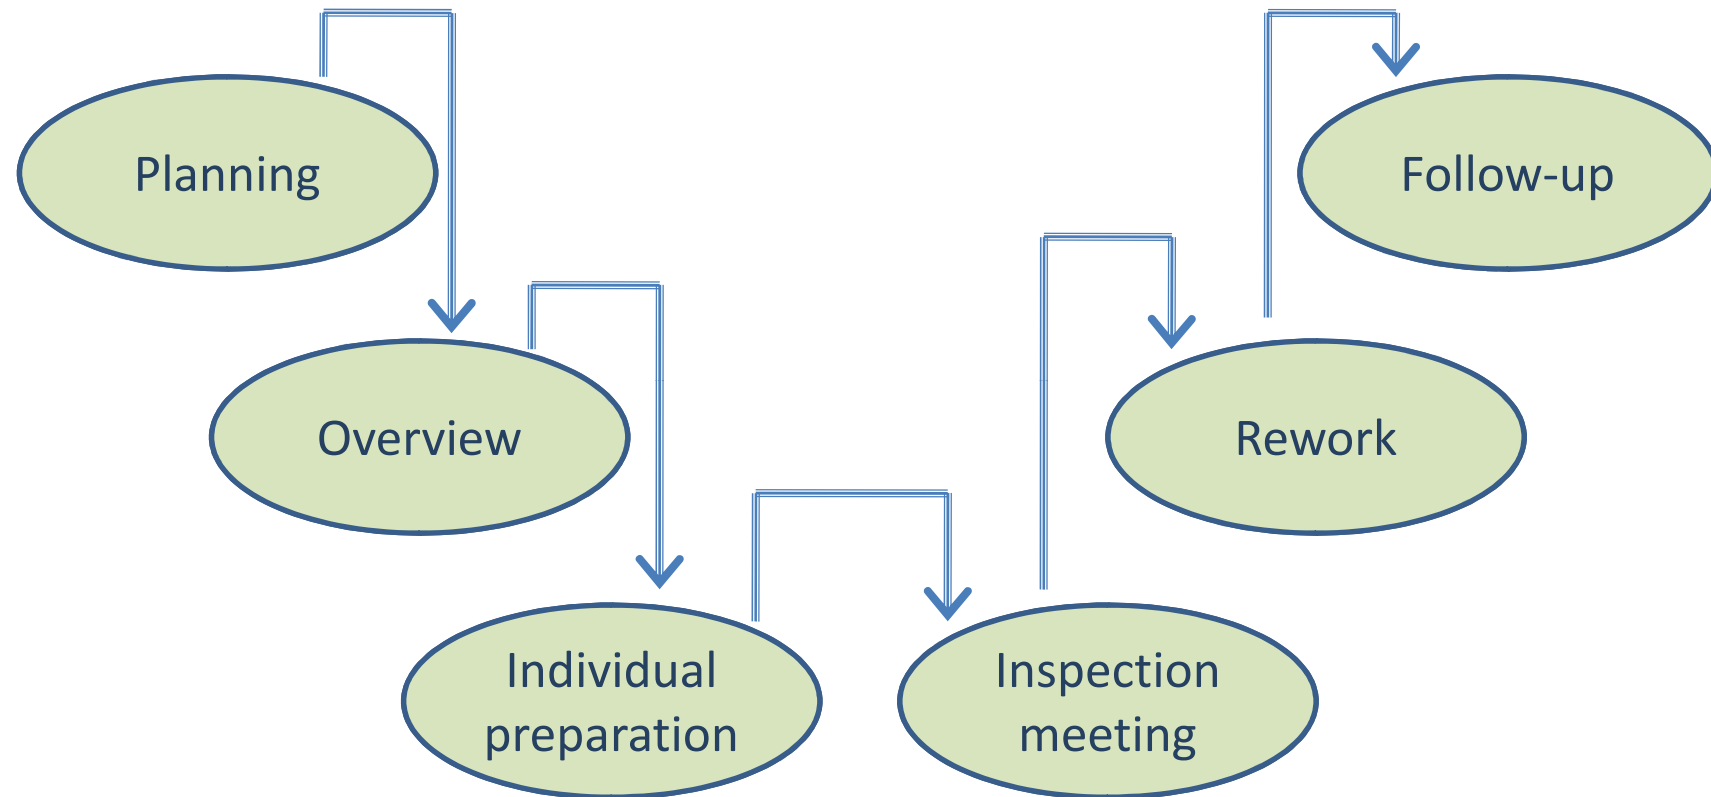 Planning
Follow-up
Overview
Rework
Individual
preparation
Inspection
meeting